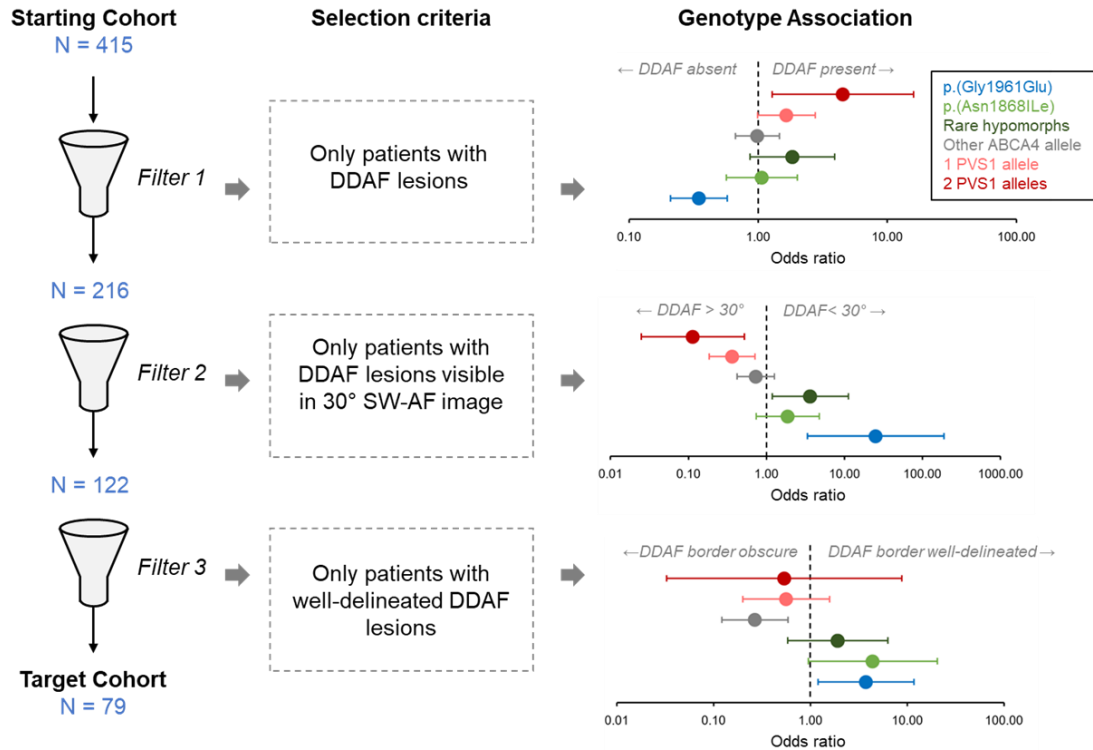 Starting Cohort
N = 415
Selection criteria
Genotype Association
← DDAF absent
DDAF present →
p.(Gly1961Glu)
p.(Asn1868ILe)
Rare hypomorphs
Other ABCA4 allele
1 PVS1 allele
2 PVS1 alleles
Filter 1
Only patients with
DDAF lesions
0.10
1.00
10.00
100.00
Odds ratio
N = 216
← DDAF > 30°
DDAF< 30° →
Filter 2
Only patients with
DDAF lesions visible
in 30° SW-AF image
0.01
0.10
1.00
10.00
100.00
1000.00
Odds ratio
N = 122
←DDAF border obscure
DDAF border well-delineated →
Filter 3
Only patients with
well-delineated DDAF
lesions
0.01
0.10
1.00
10.00
100.00
Odds ratio
Target Cohort
N = 79